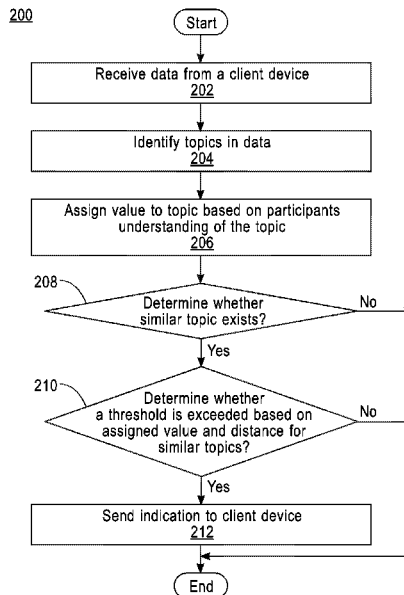 200
Start
Receive data from a client device
202
Identify topics in data
204
Assign value to topic based on participants
understanding of the topic
206
208
Determine whether
similar topic exists?
No
Yes
210
Determine whether
a threshold is exceeded based on
assigned value and distance for
similar topics?
No
Yes
Send indication to client device
212
End